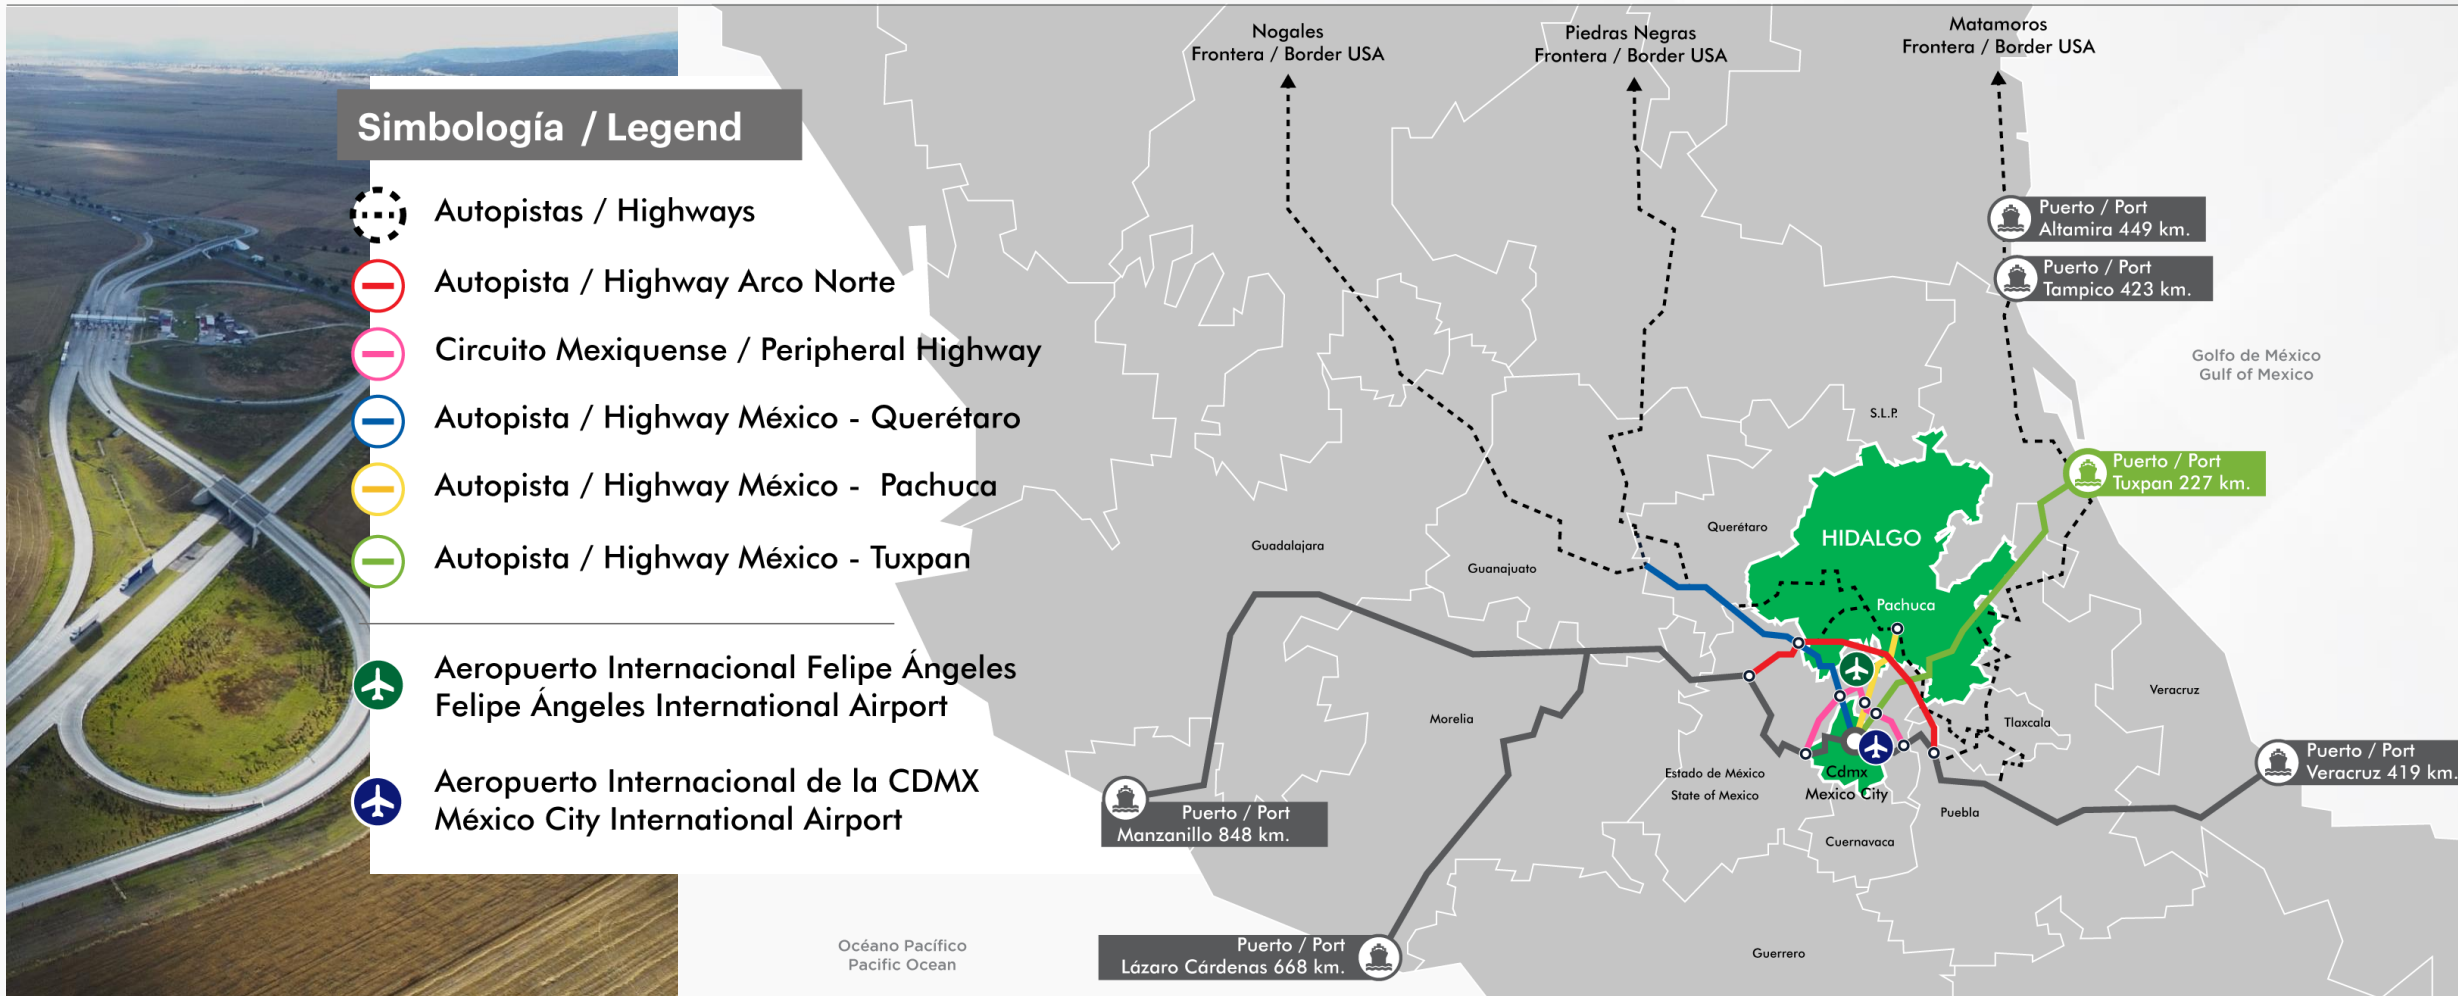 Simbología / Legend
Autopistas / Highways
Autopista / Highway Arco Norte
Circuito Mexiquense / Peripheral Highway
Autopista / Highway México - Querétaro
Autopista / Highway México - Pachuca
Autopista / Highway México - Tuxpan
Aeropuerto Internacional Felipe Ángeles
Felipe Ángeles International Airport
Aeropuerto Internacional de la CDMX
México City International Airport
Nogales
Frontera / Border USA
Piedras Negras
Frontera / Border USA
Matamoros
Frontera / Border USA
Puerto / Port
Altamira 449 km.
Puerto / Port
Tampico 423 km.
Golfo de México
Gulf of Mexico
S.L.P.
Puerto / Port
Tuxpan 227 km.
Querétaro
HIDALGO
Guadalajara
Guanajuato
Pachuca
Veracruz
Morelia
Tlaxcala
Puerto / Port
Veracruz 419 km.
Estado de México
State of Mexico
Cdmx
Mexico City
Puebla
Puerto / Port
Manzanillo 848 km.
Cuernavaca
Puerto / Port
Lázaro Cárdenas 668 km.
Océano Pacífico
Pacific Ocean
Guerrero